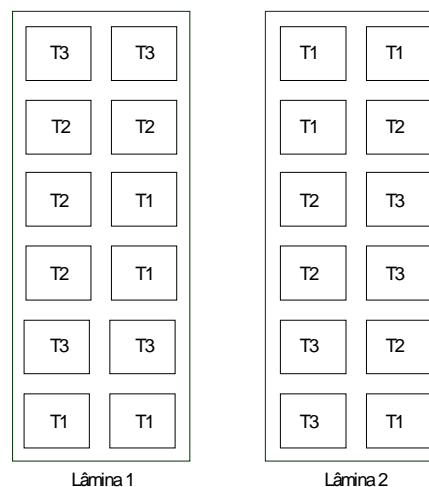 T3 T3 T1 T1
T2 T2 T1 T2
T2 T1 T2 T3
T2 T1 T2 T3
T3 T3 T3 T2
T1 T1 T3 T1
Lâmina 1 Lâmina 2